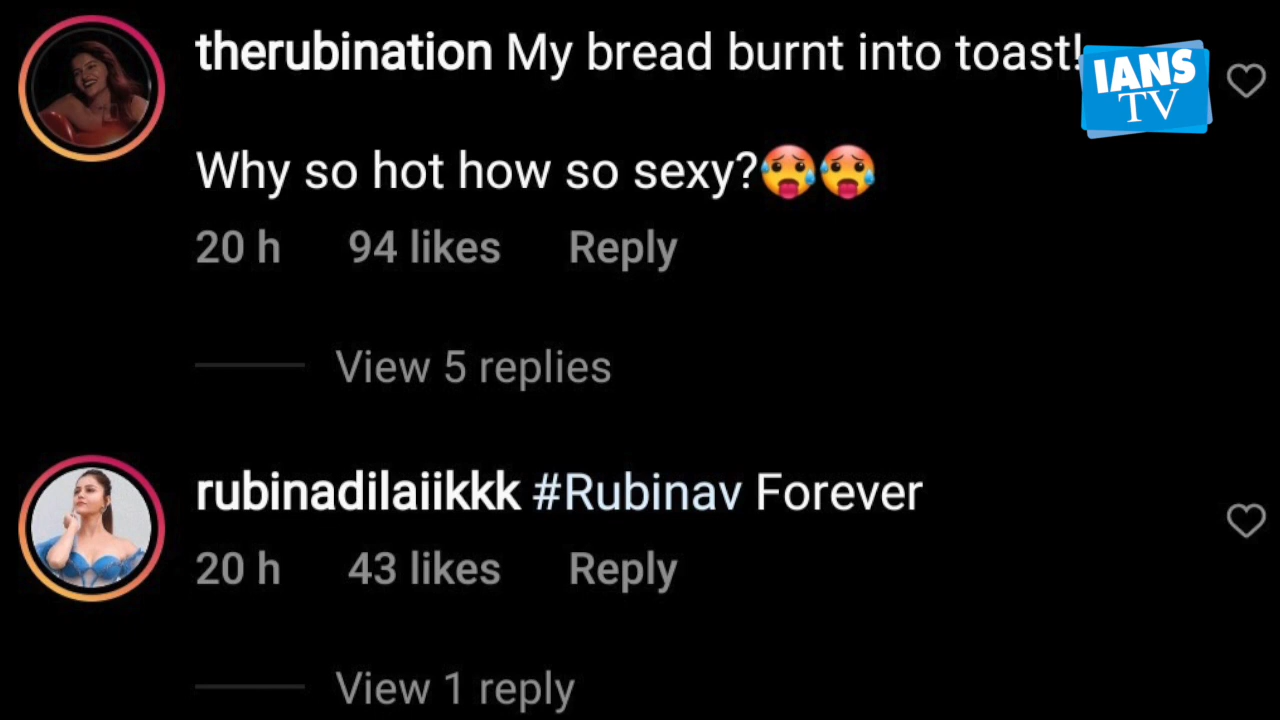 therubination My bread burnt into toast!
IANS
TV
Why so hot how so sexy?🥵🥵
20 h 94 likes Reply
View 5 replies
rubinadilaiikkk #Rubinav Forever
20 h 43 likes Reply
View 1 reply